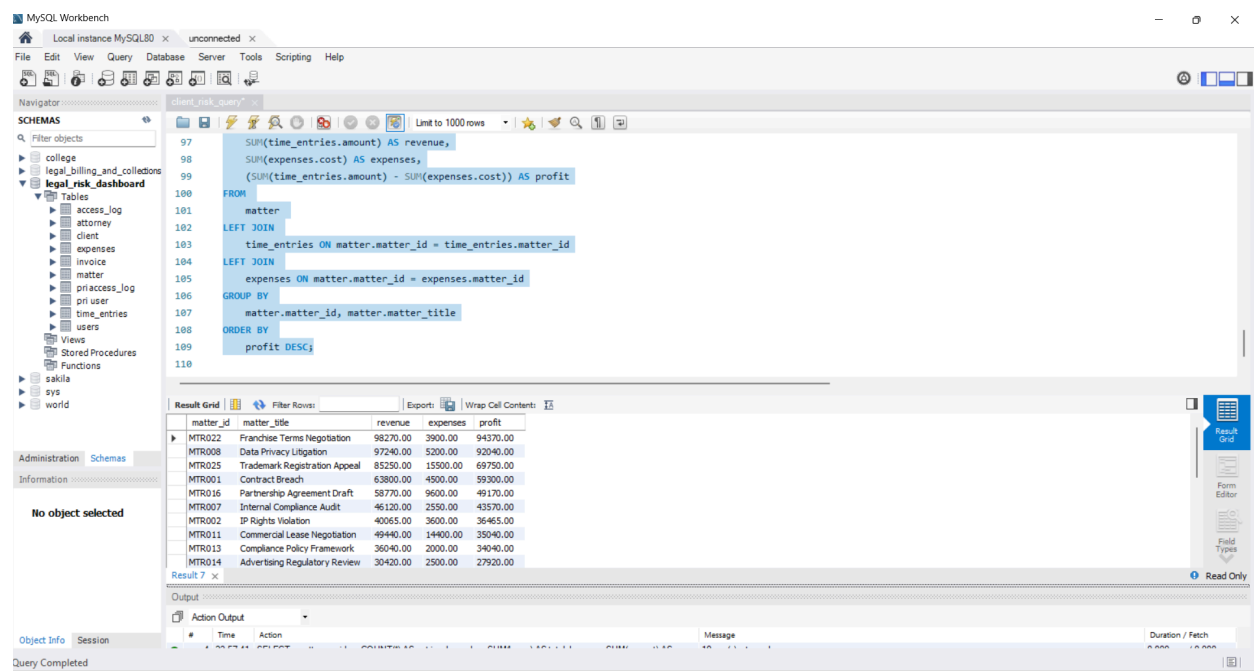 MySQL Workbench
Local instance MySQL80 ×
unconnected ×
File Edit View Query Database Server Tools Scripting Help
Navigator
SCHEMAS
Filter objects
college
legal_billing_and_collections
legal_risk_dashboard
Tables
access_log
attorney
client
expenses
invoice
matter
priaccess_log
pri user
time_entries
users
Views
Stored Procedures
Functions
sakila
sys
world
Administration Schemas
Information
No object selected
Object Info Session
client_risk_query* ×
Limit to 1000 rows
97 SUM(time_entries.amount) AS revenue,
98 SUM(expenses.cost) AS expenses,
99 (SUM(time_entries.amount) - SUM(expenses.cost)) AS profit
100 FROM
101 matter
102 LEFT JOIN
103 time_entries ON matter.matter_id = time_entries.matter_id
104 LEFT JOIN
105 expenses ON matter.matter_id = expenses.matter_id
106 GROUP BY
107 matter.matter_id, matter.matter_title
108 ORDER BY
109 profit DESC;
110
Result Grid Filter Rows: Export: Wrap Cell Content:
matter_id matter_title revenue expenses profit
MTR022 Franchise Terms Negotiation 98270.00 3900.00 94370.00
MTR008 Data Privacy Litigation 97240.00 5200.00 92040.00
MTR025 Trademark Registration Appeal 85250.00 15500.00 69750.00
MTR001 Contract Breach 63800.00 4500.00 59300.00
MTR016 Partnership Agreement Draft 58770.00 9600.00 49170.00
MTR007 Internal Compliance Audit 46120.00 2550.00 43570.00
MTR002 IP Rights Violation 40065.00 3600.00 36465.00
MTR011 Commercial Lease Negotiation 49440.00 14400.00 35040.00
MTR013 Compliance Policy Framework 36040.00 2000.00 34040.00
MTR014 Advertising Regulatory Review 30420.00 2500.00 27920.00
Result Grid
Form Editor
Field Types
Result 7 ×
Read Only
Output
Action Output
# Time Action Message Duration / Fetch
Query Completed